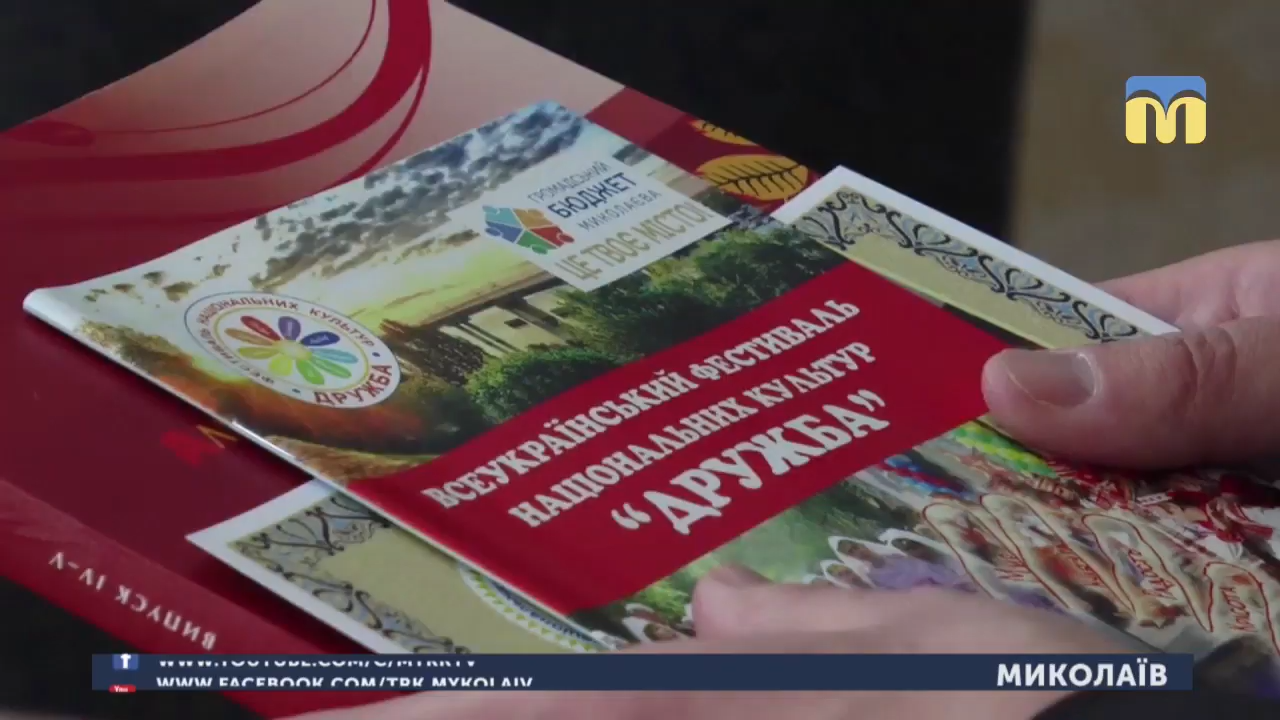 ГРОМАДСЬКИЙ
БЮДЖЕТ
МИКОЛАЄВА
ЦЕ ТВОЄ МІСТО!
ФЕСТИВАЛЬ НАЦІОНАЛЬНИХ КУЛЬТУР
ДРУЖБА
ВСЕУКРАЇНСЬКИЙ ФЕСТИВАЛЬ
НАЦІОНАЛЬНИХ КУЛЬТУР
“ДРУЖБА”
ВИПУСК IV-V
WWW.YOUTUBE.COM/C/MTRKTV
WWW.FACEBOOK.COM/TRK.MYKOLAIV
You
МИКОЛАЇВ